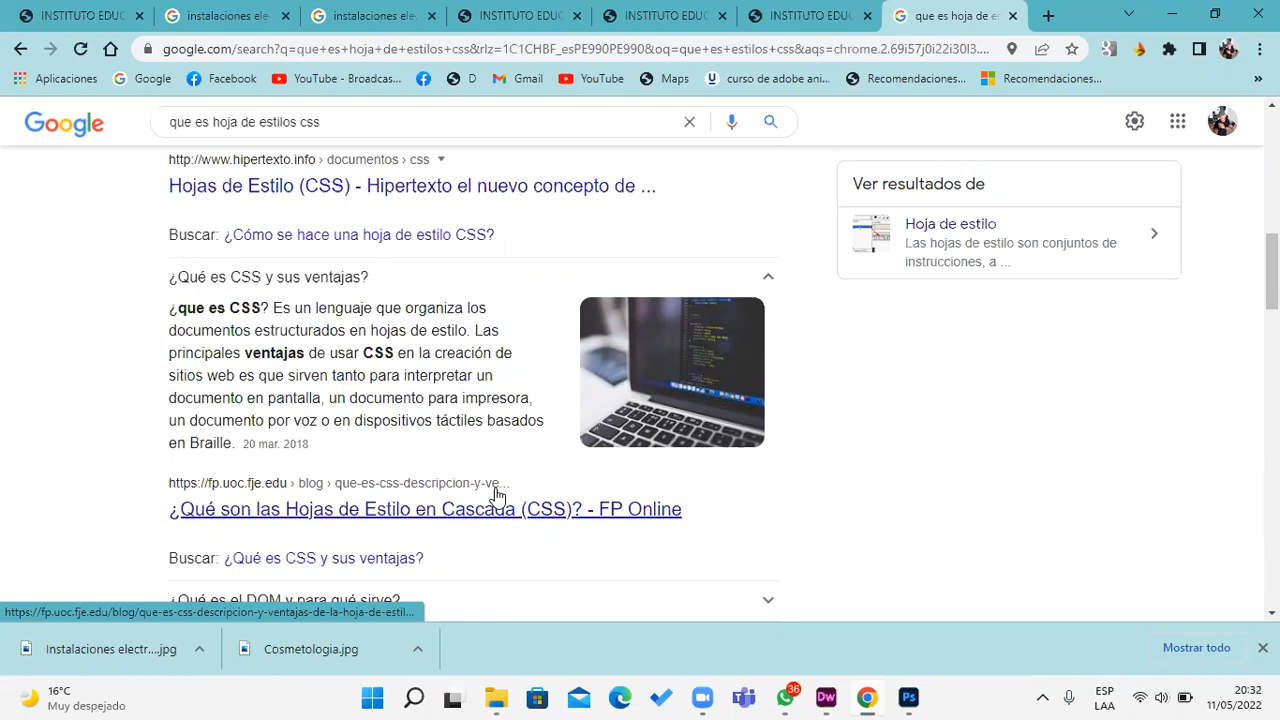 INSTITUTO EDUC
instalaciones ele
instalaciones ele.
INSTITUTO EDUC
INSTITUTO EDUC
INSTITUTO EDUC
que es hoja de e
google.com/search?q=que+es+hoja+de+estilos+css&rlz=1C1CHBF_esPE990PE990&oq=que+es+estilos+css&aqs=chrome.2.69i57j0i22i30l3....
Aplicaciones
Google
Facebook
YouTube - Broadcas...
D
Gmail
YouTube
Maps
curso de adobe ani...
Recomendaciones...
Recomendaciones...
»
Google
que es hoja de estilos css
http://www.hipertexto.info › documentos › css
Hojas de Estilo (CSS) - Hipertexto el nuevo concepto de ...
Buscar: ¿Cómo se hace una hoja de estilo CSS?
¿Qué es CSS y sus ventajas?
¿que es CSS? Es un lenguaje que organiza los
documentos estructurados en hojas de estilo. Las
principales ventajas de usar CSS en la creación de
sitios web es que sirven tanto para interpretar un
documento en pantalla, un documento para impresora,
un documento por voz o en dispositivos táctiles basados
en Braille. 20 mar. 2018
https://fp.uoc.fje.edu › blog › que-es-css-descripcion-y-ve...
¿Qué son las Hojas de Estilo en Cascada (CSS)? - FP Online
Buscar: ¿Qué es CSS y sus ventajas?
¿Qué es el DOM y para qué sirve?
Ver resultados de
Hoja de estilo
Las hojas de estilo son conjuntos de
instrucciones, a ...
https://fp.uoc.fje.edu/blog/que-es-css-descripcion-y-ventajas-de-la-hoja-de-estil...
Instalaciones electr....jpg
Cosmetologia.jpg
Mostrar todo
16°C
Muy despejado
36
Dw
Ps
ESP
LAA
20:32
11/05/2022